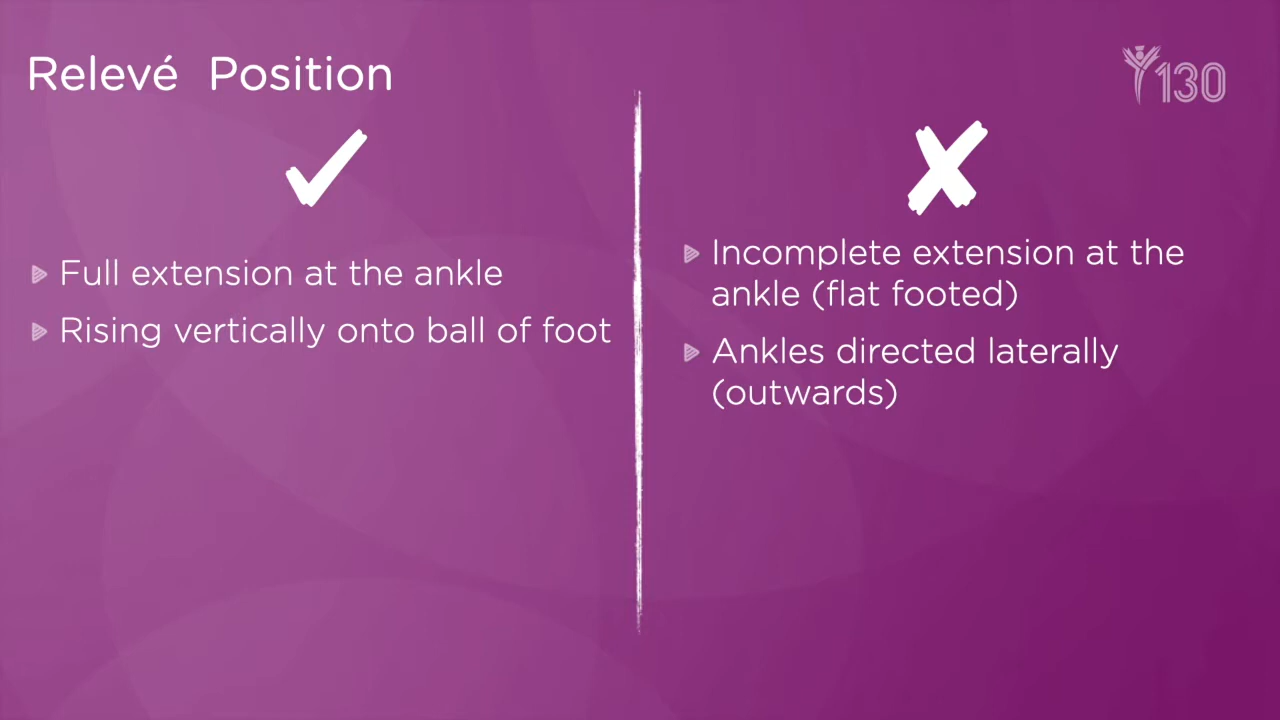 Relevé Position
130
Full extension at the ankle
Rising vertically onto ball of foot
Incomplete extension at the
ankle (flat footed)
Ankles directed laterally
(outwards)